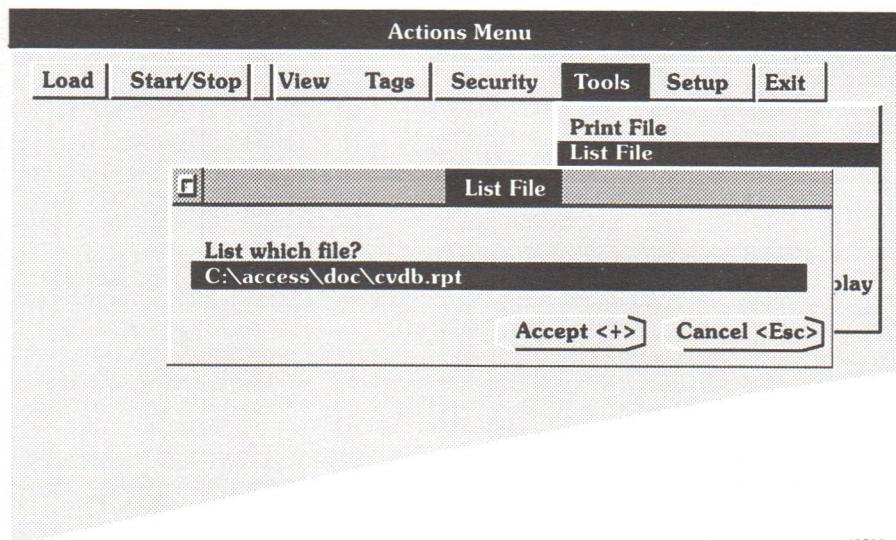 Actions Menu
Load Start/Stop View Tags Security Tools Setup Exit
Print File
List File
List File
List which file?
C:\access\doc\cvdb.rpt
play
Accept <+> Cancel <Esc>